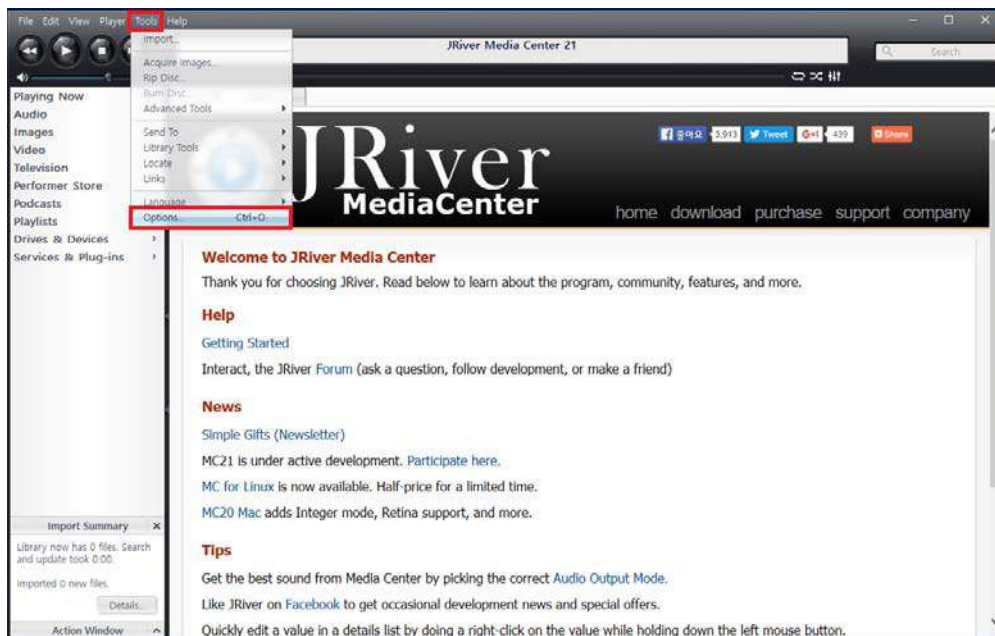 File Edit View Player Tools Help
JRiver Media Center 21
Search
Import...
Acquire Images...
Rip Disc...
Burn Disc...
Advanced Tools
Send To
Library Tools
Locate
Links
Language
Options... Ctrl+O
Playing Now
Audio
Images
Video
Television
Performer Store
Podcasts
Playlists
Drives & Devices
Services & Plug-ins
JRiver
MediaCenter
좋아요 3,913 Tweet G+1 439 Share
home download purchase support company
Welcome to JRiver Media Center
Thank you for choosing JRiver. Read below to learn about the program, community, features, and more.
Help
Getting Started
Interact, the JRiver Forum (ask a question, follow development, or make a friend)
News
Simple Gifts (Newsletter)
MC21 is under active development. Participate here.
MC for Linux is now available. Half-price for a limited time.
MC20 Mac adds Integer mode, Retina support, and more.
Tips
Get the best sound from Media Center by picking the correct Audio Output Mode.
Like JRiver on Facebook to get occasional development news and special offers.
Quickly edit a value in a details list by doing a right-click on the value while holding down the left mouse button.
Import Summary
Library now has 0 files. Search
and update took 0:00.
Imported 0 new files.
Details...
Action Window